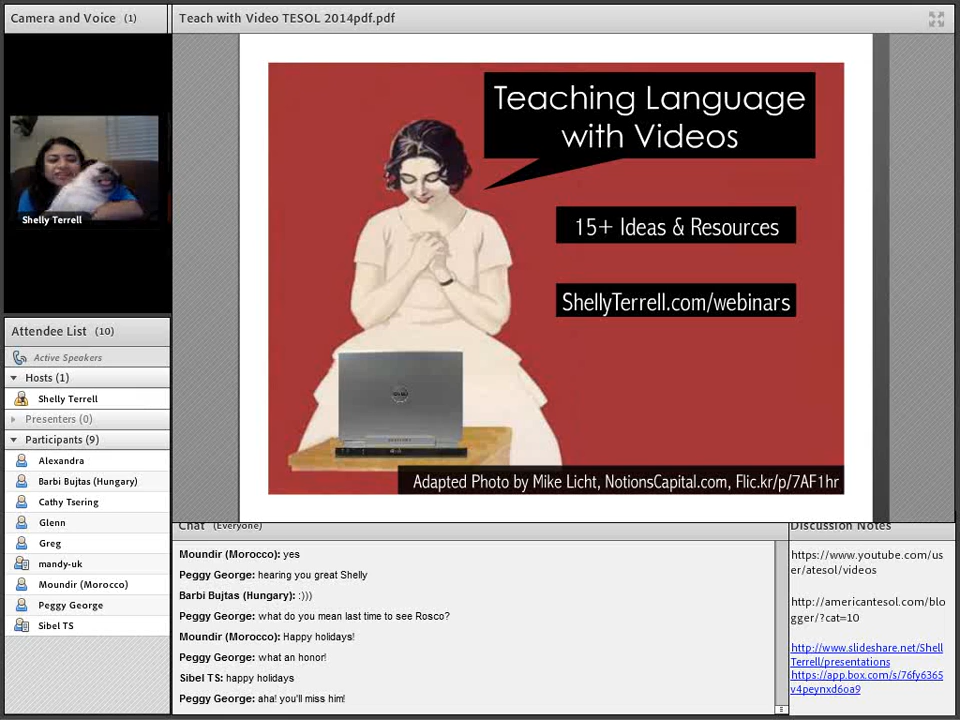 Camera and Voice (1)
Teach with Video TESOL 2014pdf.pdf
Shelly Terrell
Teaching Language
with Videos
15+ Ideas & Resources
ShellyTerrell.com/webinars
Adapted Photo by Mike Licht, NotionsCapital.com, Flic.kr/p/7AF1hr
Attendee List (10)
Active Speakers
Hosts (1)
Shelly Terrell
Presenters (0)
Participants (9)
Alexandra
Barbi Bujtas (Hungary)
Cathy Tsering
Glenn
Greg
mandy-uk
Moundir (Morocco)
Peggy George
Sibel TS
Chat (Everyone)
Moundir (Morocco): yes
Peggy George: hearing you great Shelly
Barbi Bujtas (Hungary): :)))
Peggy George: what do you mean last time to see Rosco?
Moundir (Morocco): Happy holidays!
Peggy George: what an honor!
Sibel TS: happy holidays
Peggy George: aha! you'll miss him!
Discussion Notes
https://www.youtube.com/us
er/atesol/videos
http://americantesol.com/blo
gger/?cat=10
http://www.slideshare.net/Shell
Terrell/presentations
https://app.box.com/s/76fy6365
v4peynxd6oa9